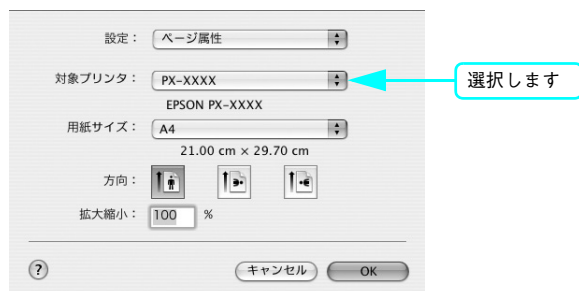 設定： ページ属性
対象プリンタ： PX-XXXX
選択します
EPSON PX-XXXX
用紙サイズ： A4
21.00 cm × 29.70 cm
方向：
拡大縮小： 100 %
? キャンセル OK